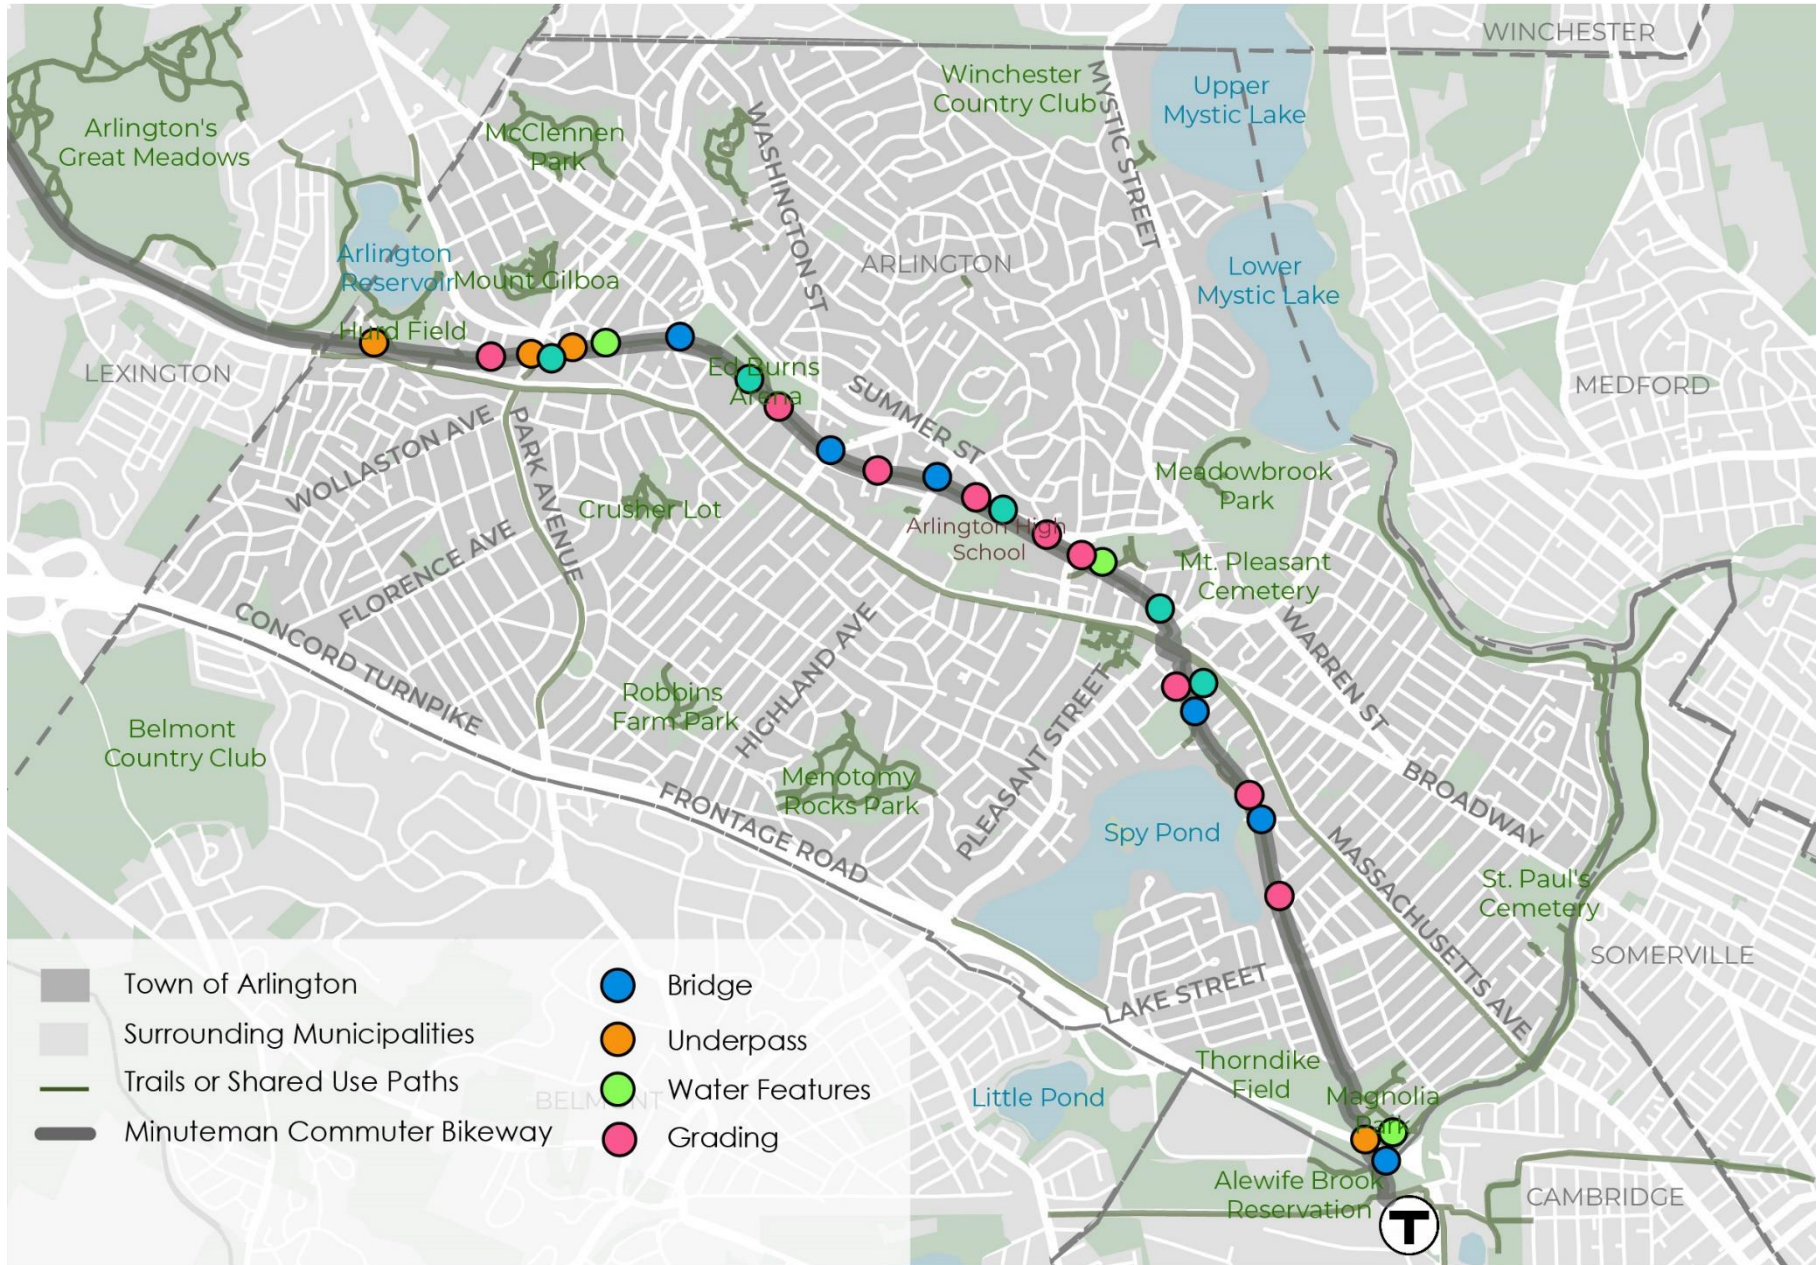 WINCHESTER
Winchester
Country Club
MYSTIC STREET
Upper
Mystic Lake
Arlington's
Great Meadows
McClennen
Park
WASHINGTON ST
Arlington
Reservoir
Mount Gilboa
ARLINGTON
Lower
Mystic Lake
Hurd Field
LEXINGTON
Ed Burns
Arena
SUMMER ST
MEDFORD
WOLLASTON AVE
PARK AVENUE
Crusher Lot
Meadowbrook
Park
Arlington High
School
FLORENCE AVE
Mt. Pleasant
Cemetery
CONCORD TURNPIKE
HIGHLAND AVE
WARREN ST
Robbins
Farm Park
PLEASANT STREET
Belmont
Country Club
Menotomy
Rocks Park
FRONTAGE ROAD
BROADWAY
Spy Pond
MASSACHUSETTS AVE
St. Paul's
Cemetery
SOMERVILLE
LAKE STREET
Thorndike
Field
Magnolia
Park
Little Pond
Alewife Brook
Reservation
CAMBRIDGE
T
Town of Arlington
Surrounding Municipalities
Trails or Shared Use Paths
Minuteman Commuter Bikeway
Bridge
Underpass
Water Features
Grading
BELMONT